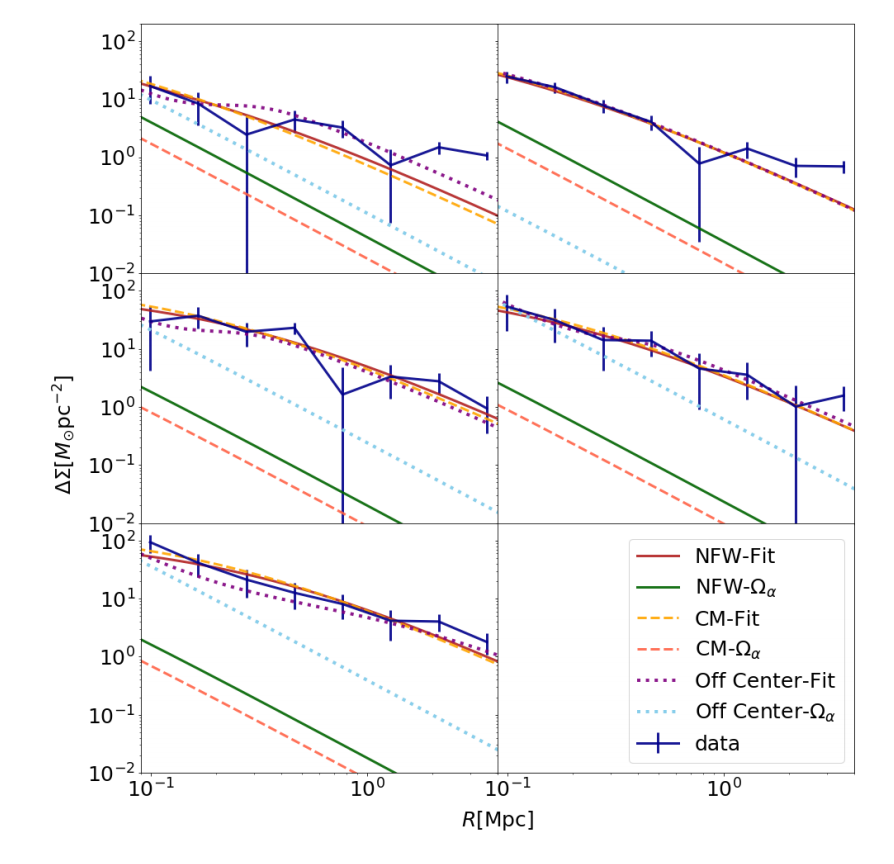 10²
10¹
10⁰
10⁻¹
10⁻²
10²
10¹
10⁰
10⁻¹
10⁻²
10²
10¹
10⁰
10⁻¹
10⁻²
ΔΣ[M⊙pc⁻²]
NFW-Fit
NFW-Ωα
CM-Fit
CM-Ωα
Off Center-Fit
Off Center-Ωα
data
10⁻¹ 10⁰ 10⁻¹ 10⁰
R[Mpc]